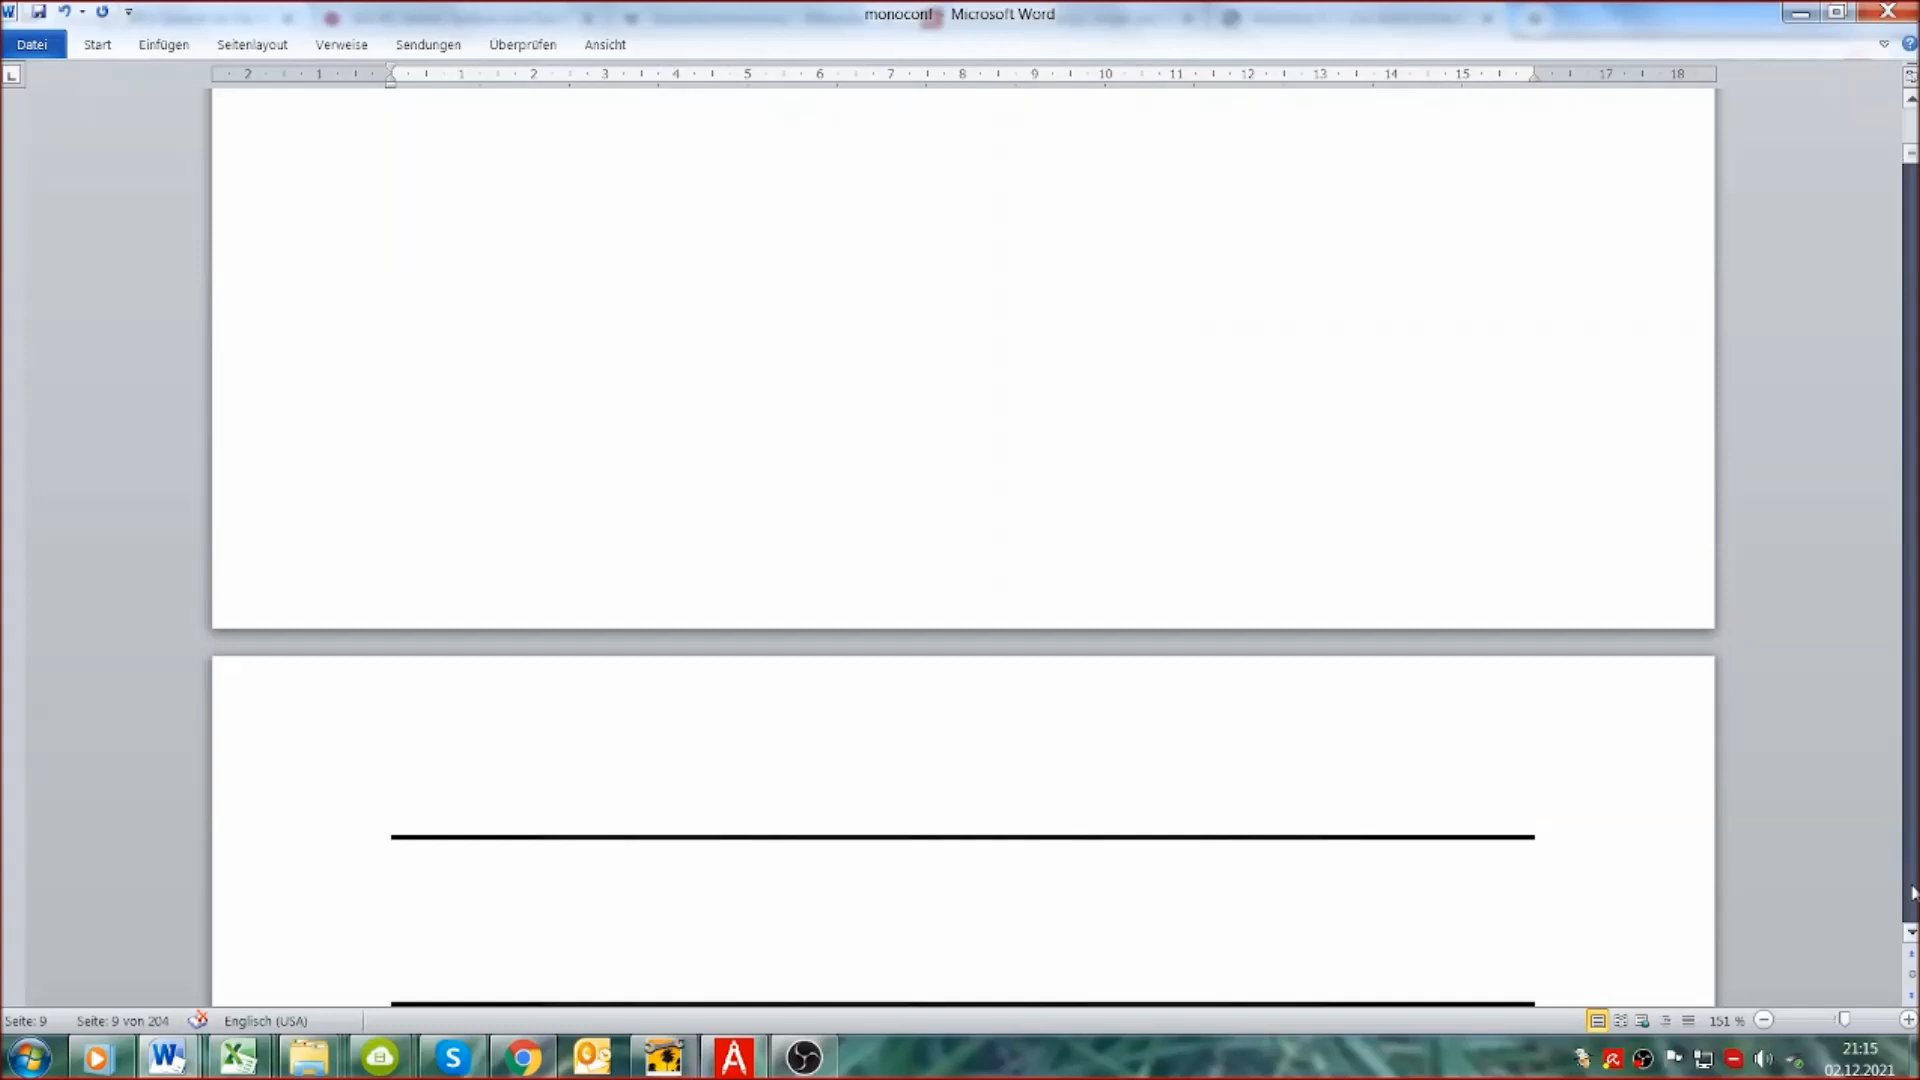 monoconf - Microsoft Word
Datei Start Einfügen Seitenlayout Verweise Sendungen Überprüfen Ansicht
2 1 1 2 3 4 5 6 7 8 9 10 11 12 13 14 15 17 18
Seite: 9 Seite: 9 von 204 Englisch (USA) 151 %
21:15
02.12.2021